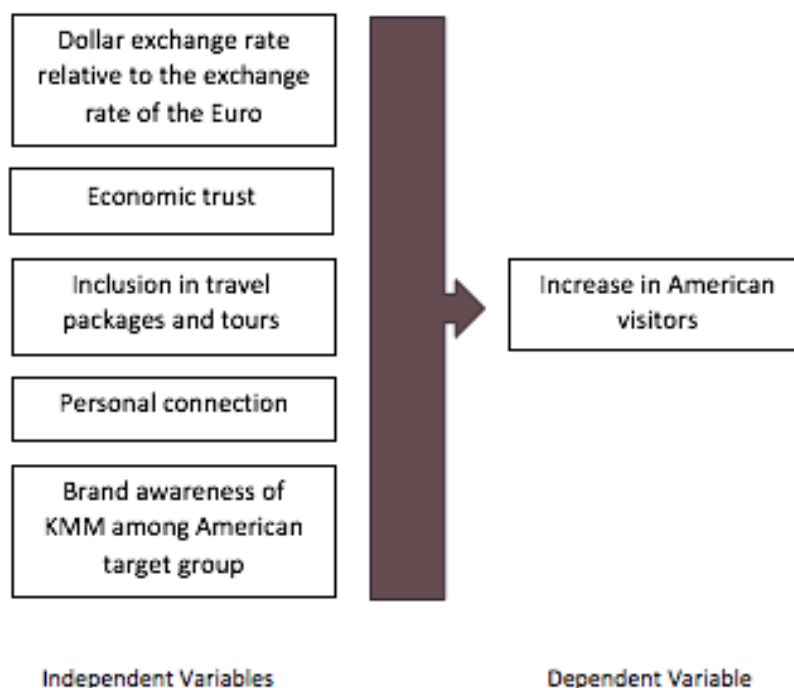 Dollar exchange rate
relative to the exchange
rate of the Euro
Economic trust
Inclusion in travel
packages and tours
Personal connection
Brand awareness of
KMM among American
target group
Increase in American
visitors
Independent Variables
Dependent Variable